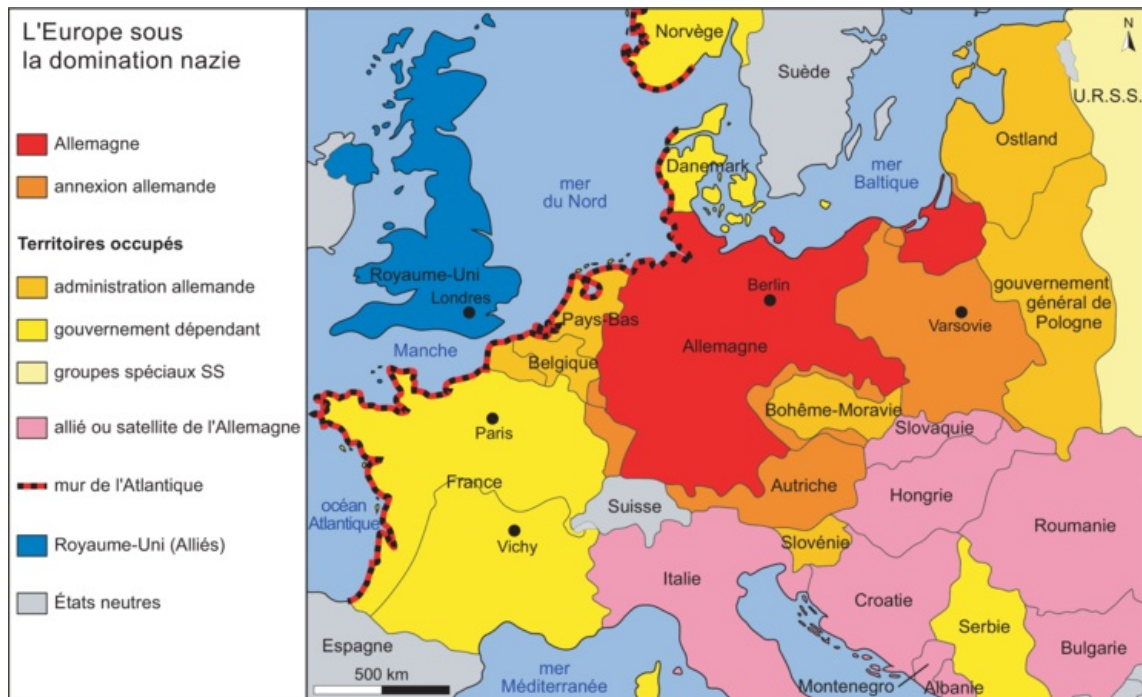 L'Europe sous
la domination nazie
Allemagne
annexion allemande
Territoires occupés
administration allemande
gouvernement dépendant
groupes spéciaux SS
allié ou satellite de l'Allemagne
mur de l'Atlantique
Royaume-Uni (Alliés)
États neutres
N
Norvège
Suède
U.R.S.S.
Ostland
Danemark
mer
Baltique
mer
du Nord
Royaume-Uni
Londres
Berlin
gouvernement
général de
Pologne
Pays-Bas
Varsovie
Manche
Belgique
Allemagne
Bohême-Moravie
Paris
Slovaquie
France
Autriche
Hongrie
océan
Atlantique
Suisse
Roumanie
Vichy
Slovénie
Italie
Croatie
Serbie
Espagne
Bulgarie
500 km
mer
Méditerranée
Montenegro
Albanie